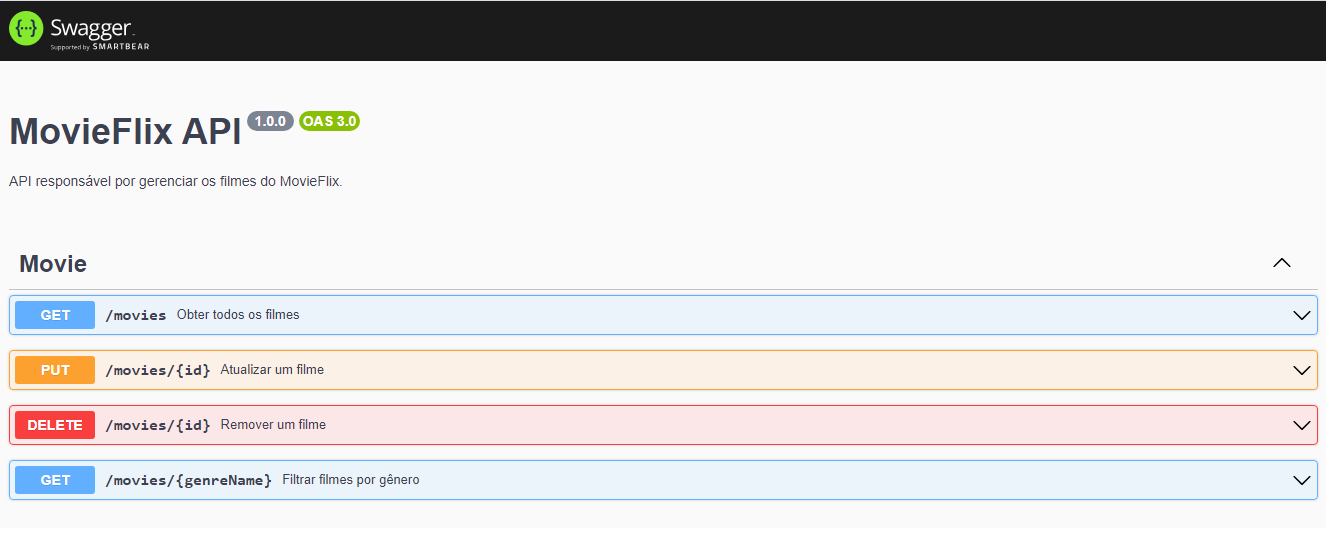 Swagger
Supported by SMARTBEAR
MovieFlix API 1.0.0 OAS 3.0
API responsável por gerenciar os filmes do MovieFlix.
Movie
GET /movies Obter todos os filmes
PUT /movies/{id} Atualizar um filme
DELETE /movies/{id} Remover um filme
GET /movies/{genreName} Filtrar filmes por gênero